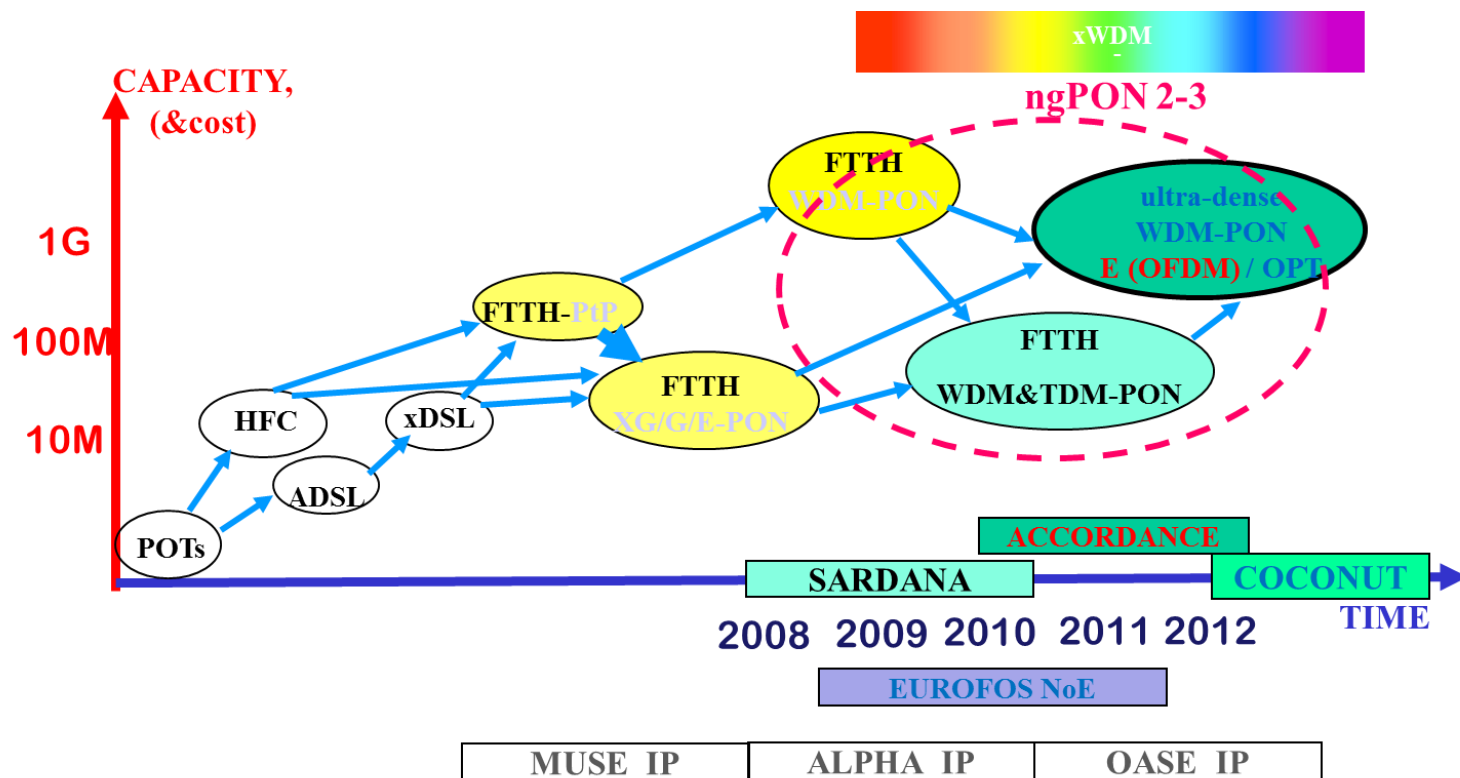 xWDM
-
ngPON 2-3
CAPACITY,
(&cost)
FTTH
WDM-PON
ultra-dense
WDM-PON
E (OFDM) / OPT
1G
FTTH-PtP
100M
FTTH
WDM&TDM-PON
FTTH
XG/G/E-PON
10M
HFC
xDSL
ADSL
POTs
ACCORDANCE
SARDANA
COCONUT
TIME
2008
2009
2010
2011
2012
EUROFOS NoE
MUSE IP
ALPHA IP
OASE IP